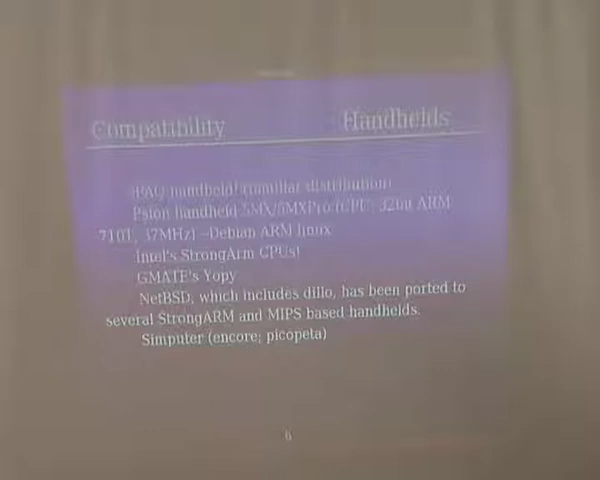 Compatibility Handhelds
iPAQ handheld (familiar distribution)
Psion handheld 5MX/5MXPro (CPU: 32bit ARM
7101, 37MHz) --Debian ARM linux
Intel's StrongArm CPUs!
GMATE's Yopy
NetBSD, which includes dillo, has been ported to
several StrongARM and MIPS based handhelds.
Simputer (encore; picopeta)
6